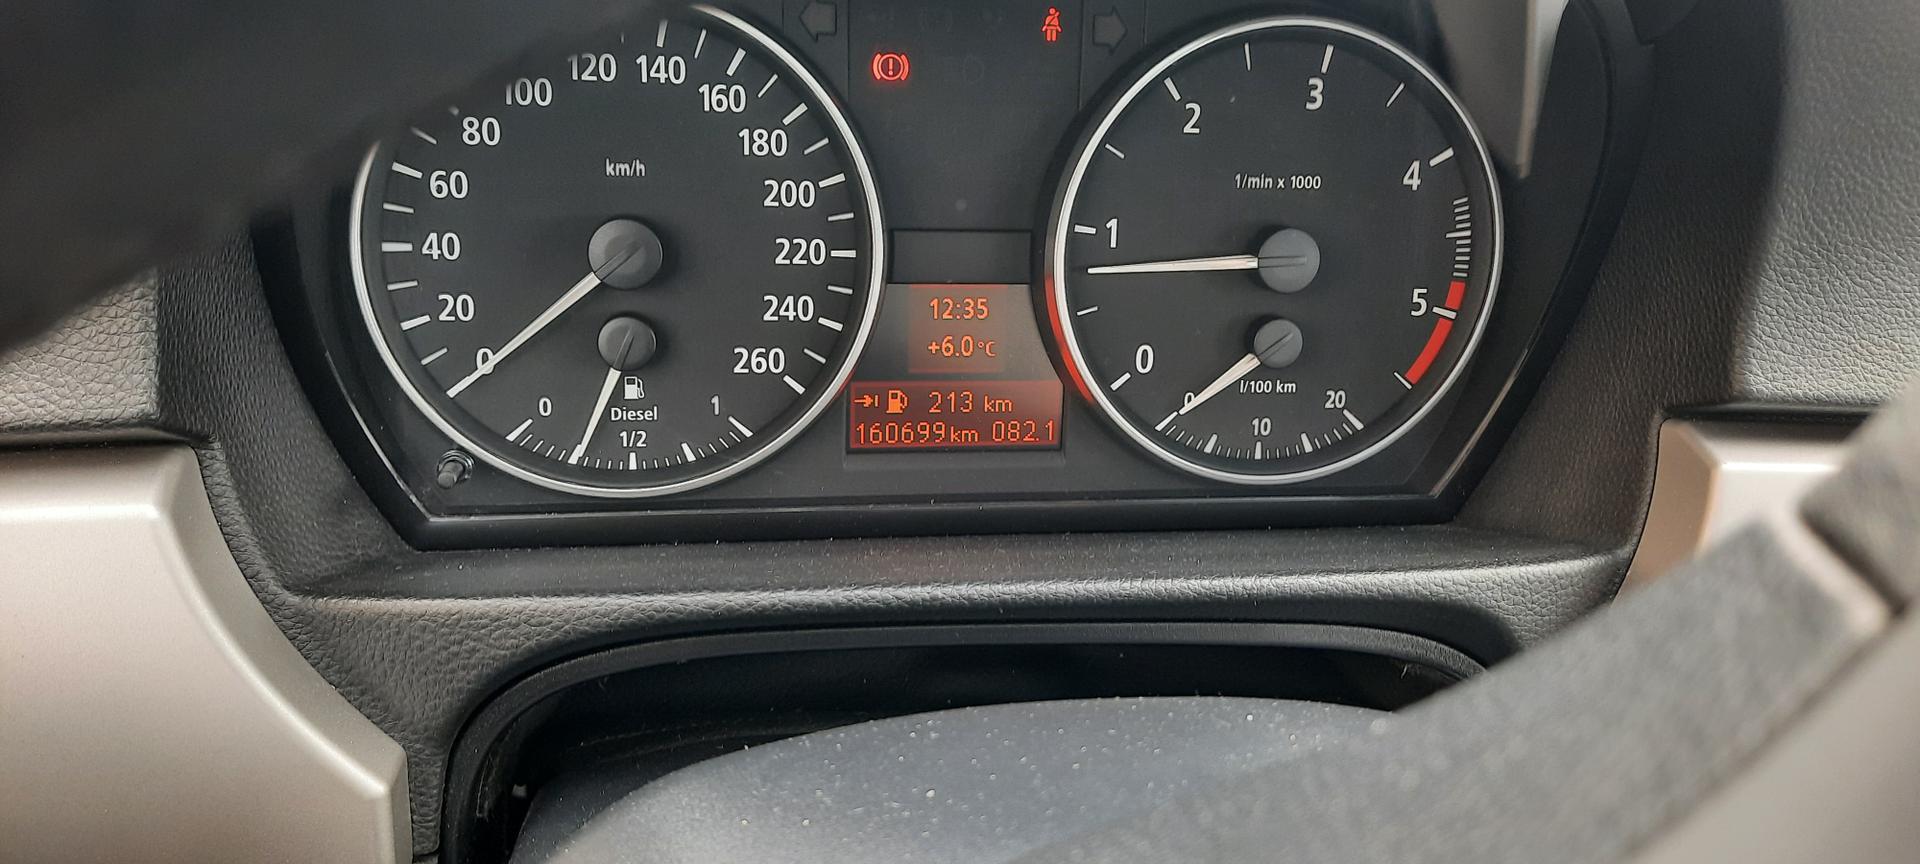 100 120 140 160
80 180
60 200
40 220
20 240
0 260
km/h
0 1/2 1
Diesel
12:35
+6.0°C
213 km
160699km 082.1
0 1 2 3 4 5
1/min x 1000
l/100 km
0 10 20